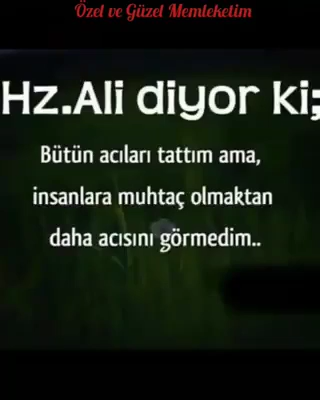 Özel ve Güzel Memleketim
Hz.Ali diyor ki;
Bütün acıları tattım ama,
insanlara muhtaç olmaktan
daha acısını görmedim..